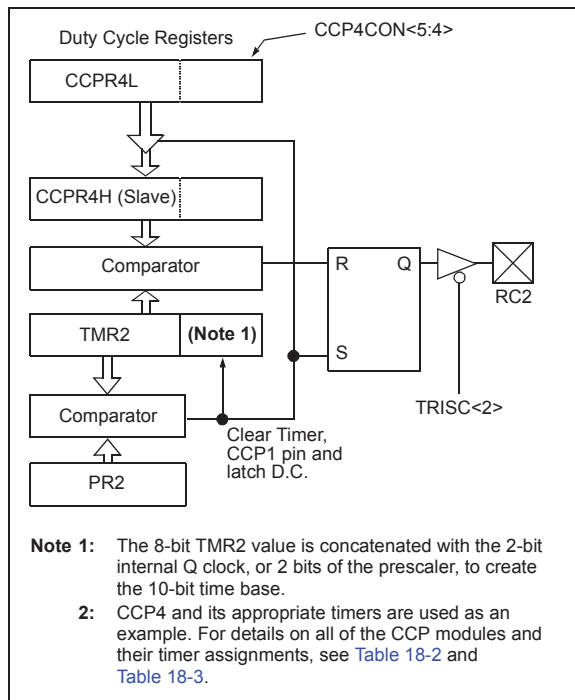 Duty Cycle Registers
CCP4CON<5:4>
CCPR4L
CCPR4H (Slave)
Comparator
R
Q
RC2
TMR2
(Note 1)
S
TRISC<2>
Comparator
Clear Timer,
CCP1 pin and
latch D.C.
PR2
Note 1: The 8-bit TMR2 value is concatenated with the 2-bit
internal Q clock, or 2 bits of the prescaler, to create
the 10-bit time base.
2: CCP4 and its appropriate timers are used as an
example. For details on all of the CCP modules and
their timer assignments, see Table 18-2 and
Table 18-3.